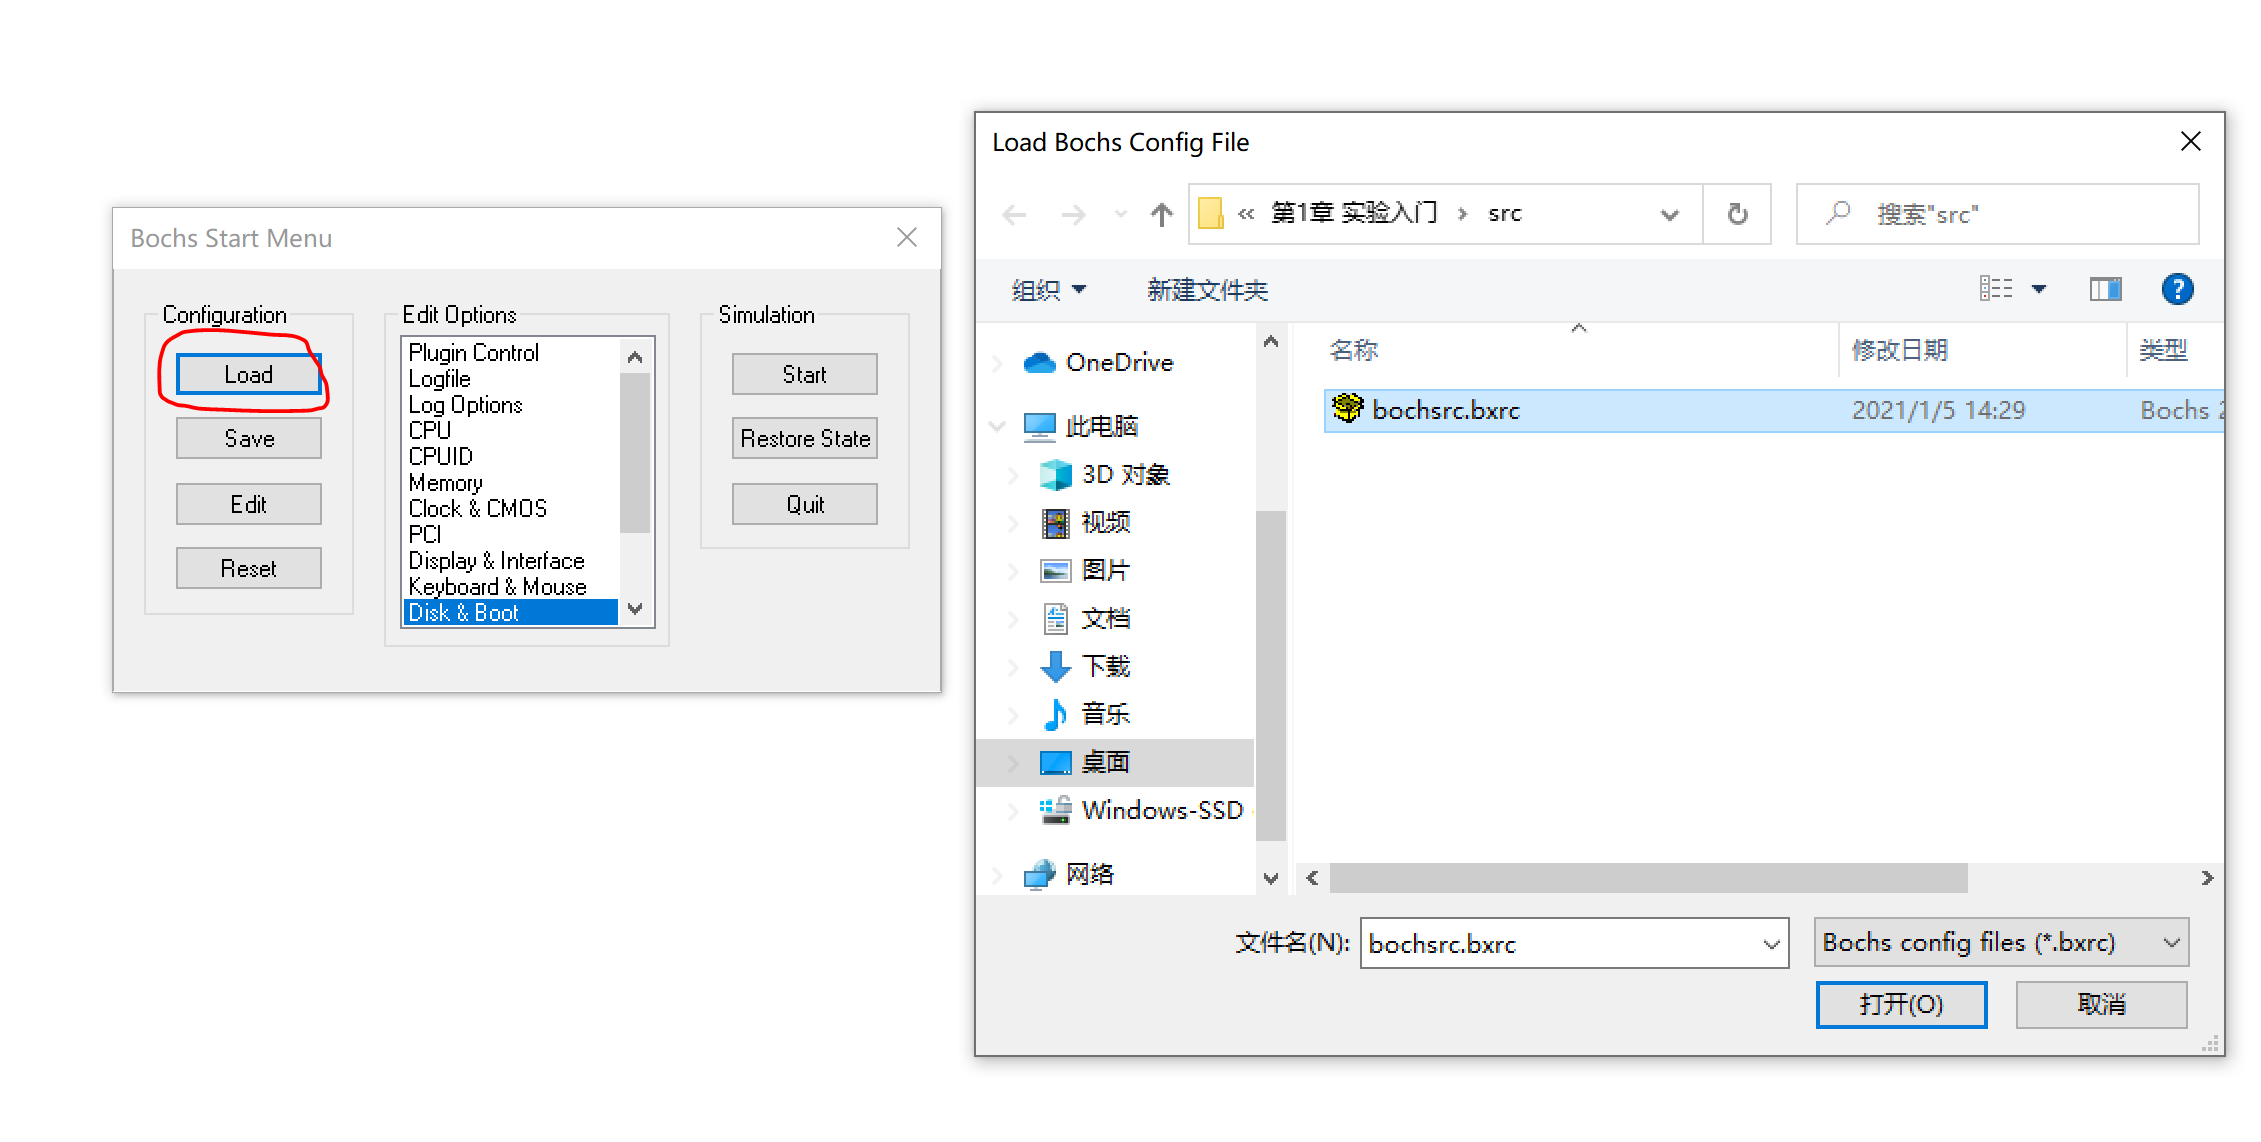 Bochs Start Menu
Configuration
Load
Save
Edit
Reset
Edit Options
Plugin Control
Logfile
Log Options
CPU
CPUID
Memory
Clock & CMOS
PCI
Display & Interface
Keyboard & Mouse
Disk & Boot
Simulation
Start
Restore State
Quit
Load Bochs Config File
« 第1章 实验入门 › src
搜索"src"
组织 新建文件夹
OneDrive
此电脑
3D 对象
视频
图片
文档
下载
音乐
桌面
Windows-SSD
网络
名称 修改日期 类型
bochsrc.bxrc 2021/1/5 14:29 Bochs 2
文件名(N): bochsrc.bxrc Bochs config files (*.bxrc)
打开(O) 取消